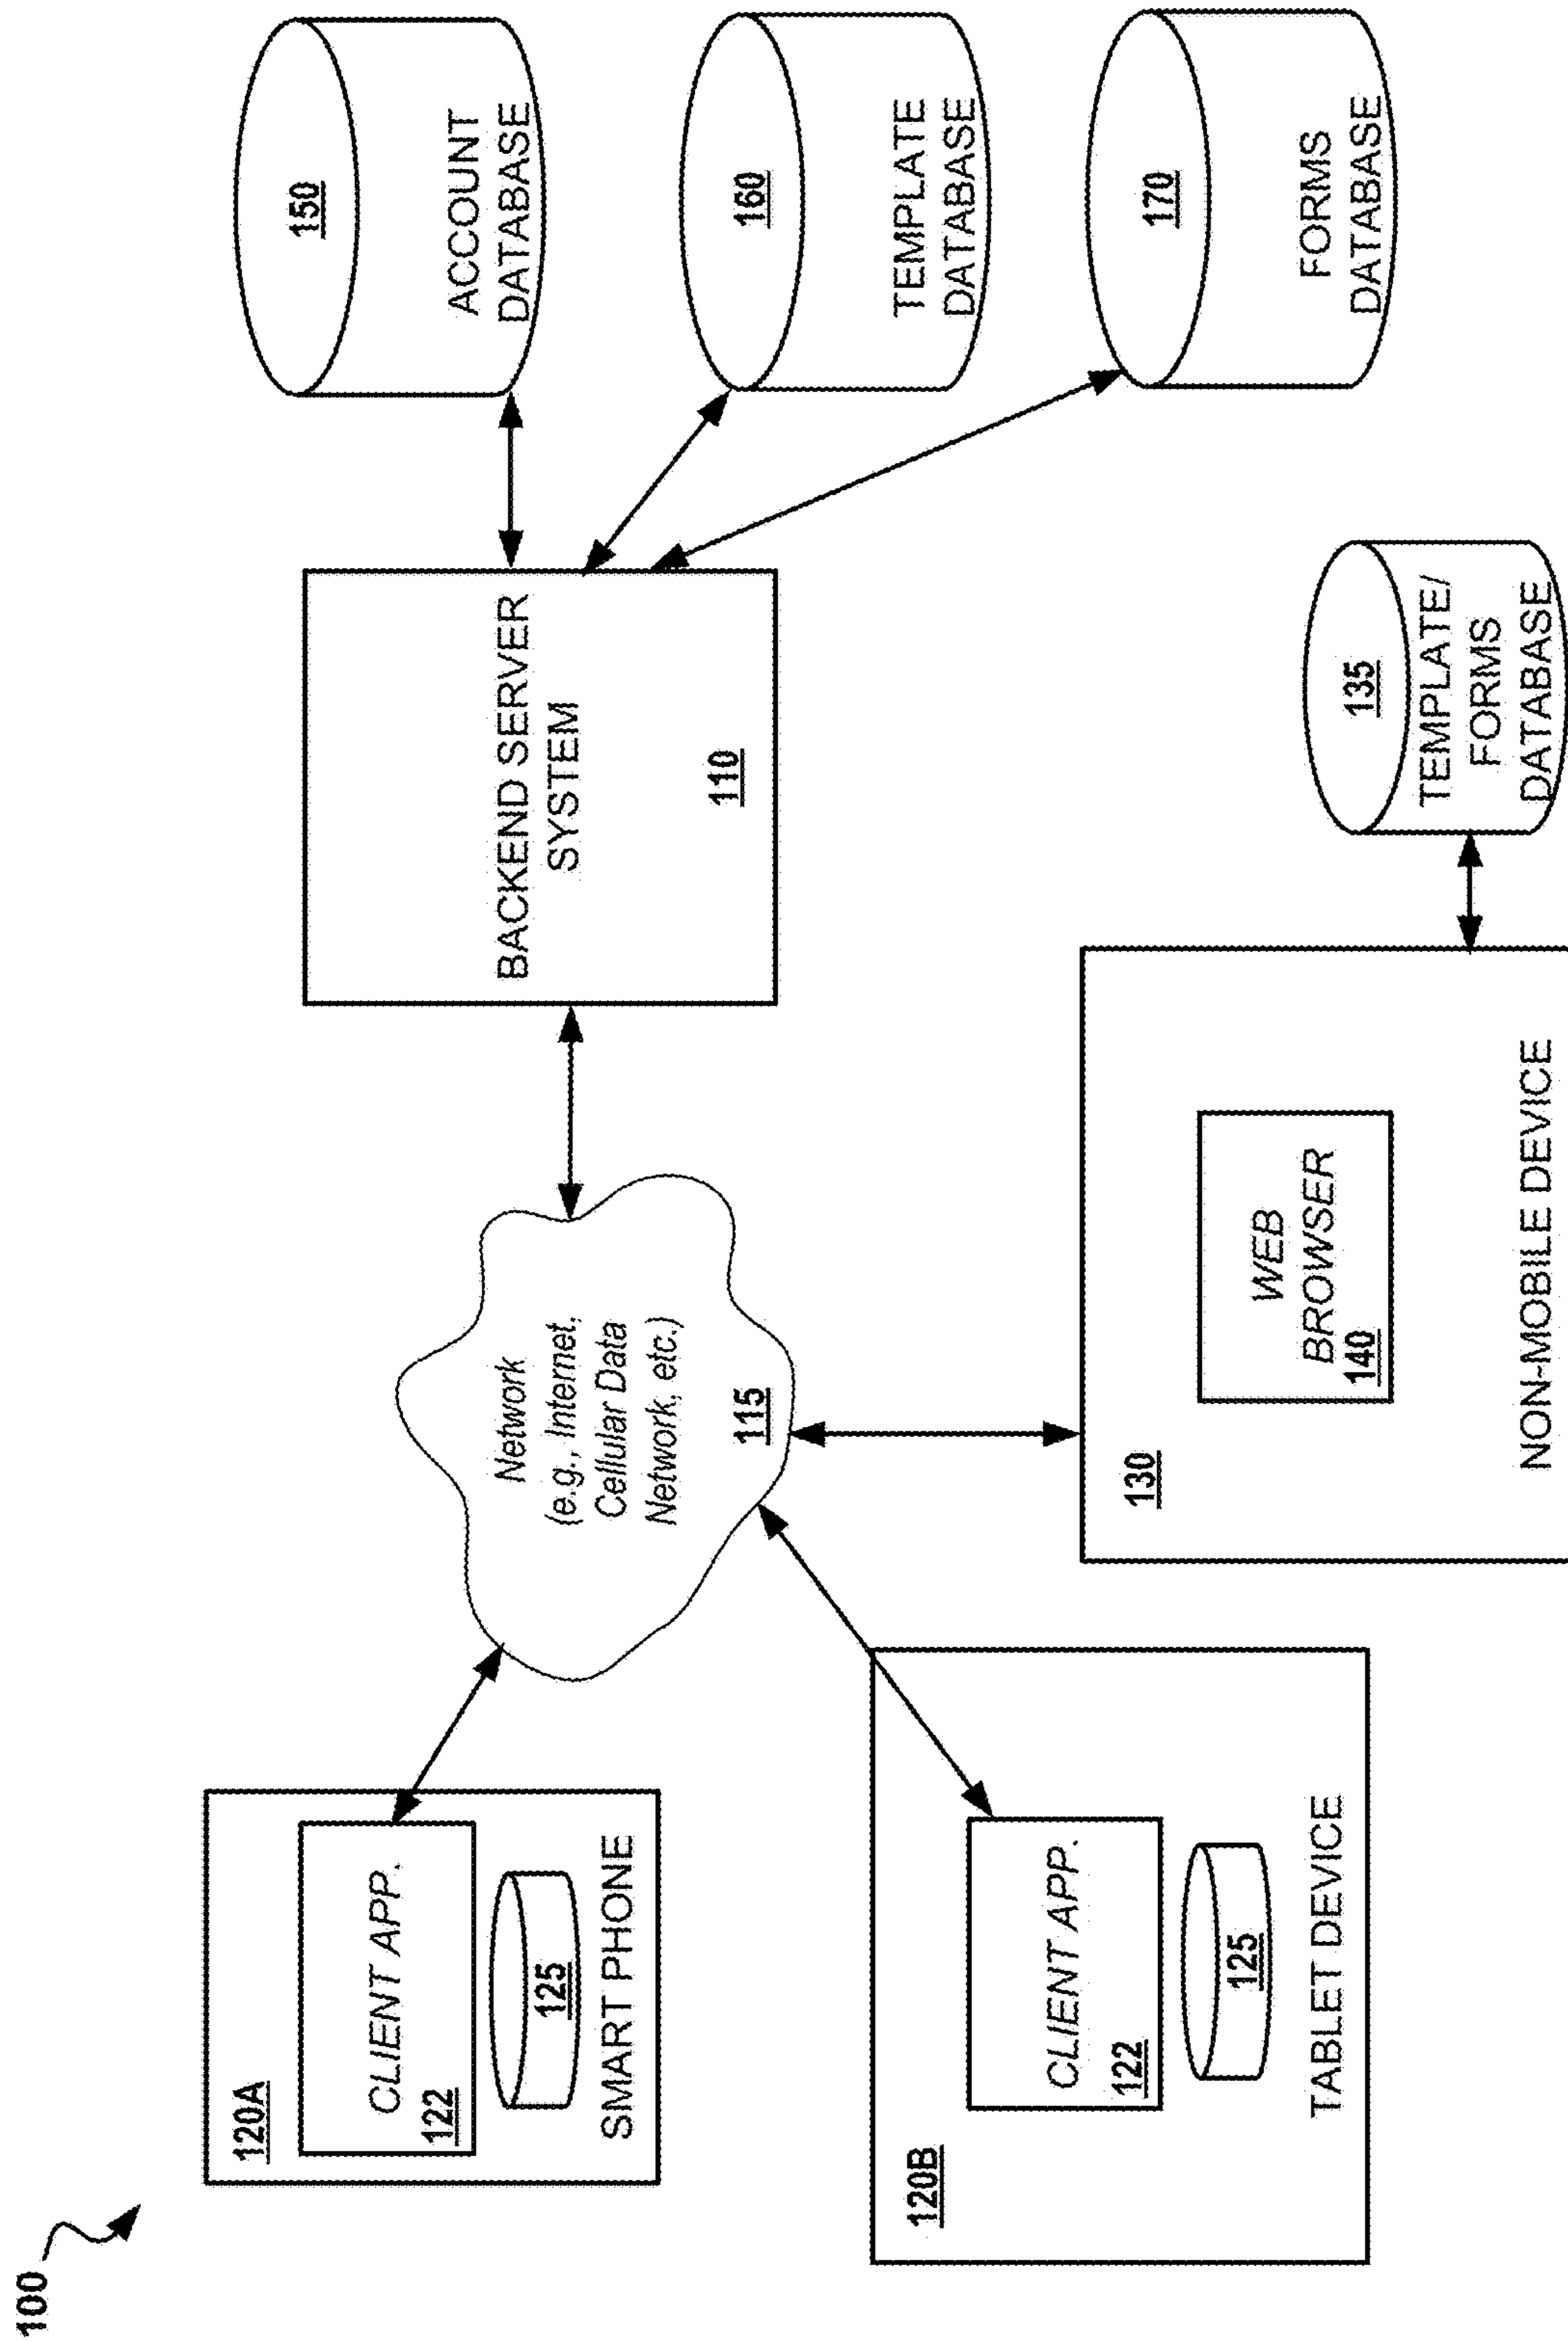 100
120A
CLIENT APP.
122
125
SMART PHONE
120B
CLIENT APP.
122
125
TABLET DEVICE
Network
(e.g., Internet,
Cellular Data
Network, etc.)
115
130
WEB
BROWSER
140
NON-MOBILE DEVICE
BACKEND SERVER
SYSTEM
110
135
TEMPLATE/
FORMS
DATABASE
150
ACCOUNT
DATABASE
160
TEMPLATE
DATABASE
170
FORMS
DATABASE